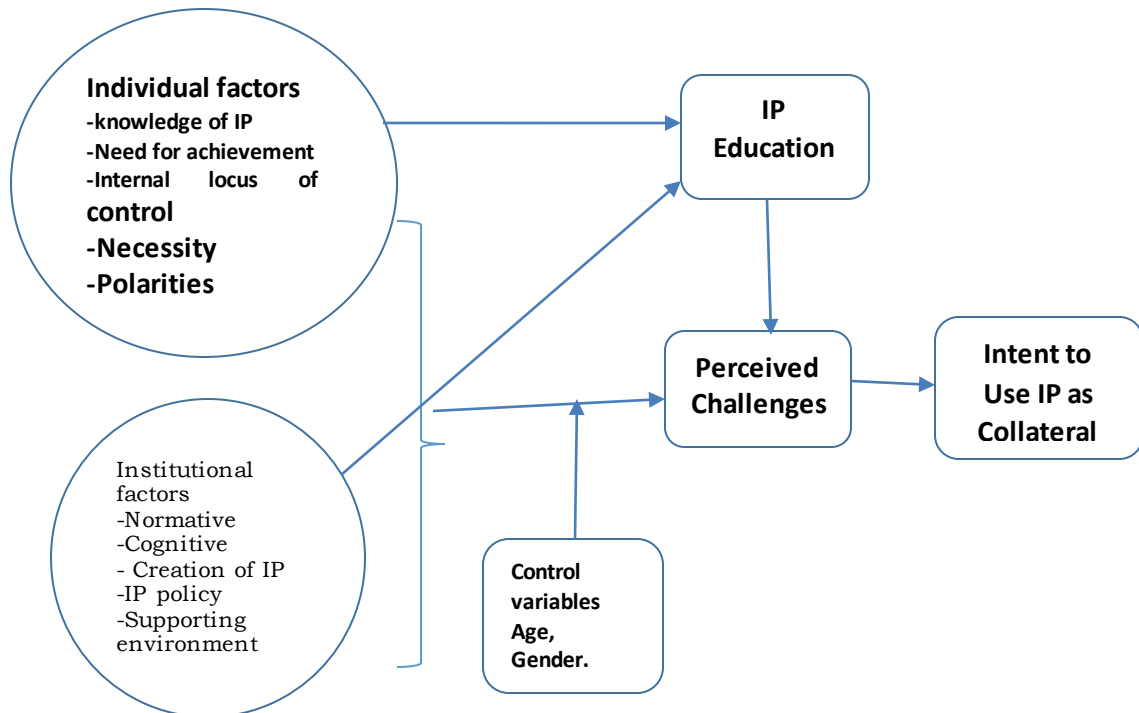 Individual factors
-knowledge of IP
-Need for achievement
-Internal locus of
control
-Necessity
-Polarities
IP
Education
Perceived
Challenges
Intent to
Use IP as
Collateral
Institutional
factors
-Normative
-Cognitive
- Creation of IP
-IP policy
-Supporting
environment
Control
variables
Age,
Gender.